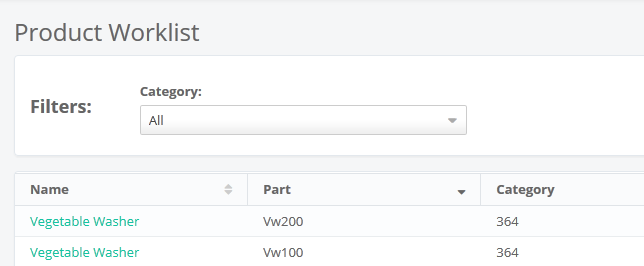 Product Worklist
Category:
Filters:
All
Name Part Category
Vegetable Washer Vw200 364
Vegetable Washer Vw100 364